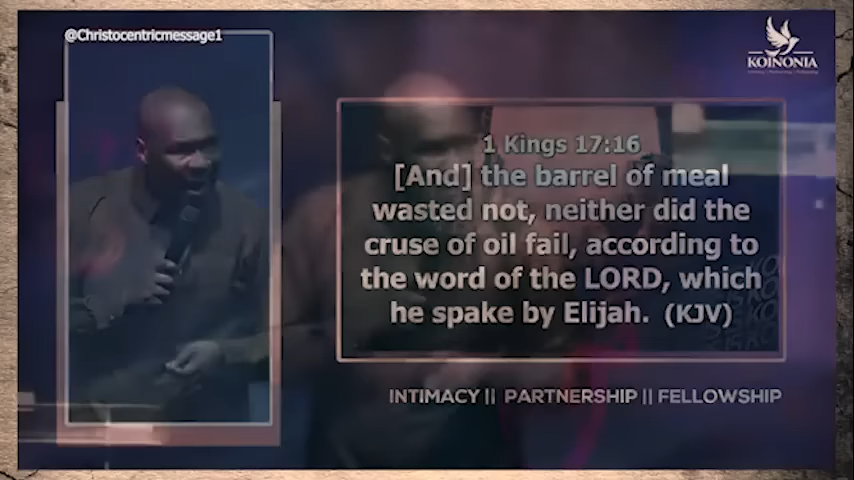 @Christocentricmessage1
KOINONIA
1 Kings 17:16
[And] the barrel of meal
wasted not, neither did the
cruse of oil fail, according to
the word of the LORD, which
he spake by Elijah. (KJV)
INTIMACY || PARTNERSHIP || FELLOWSHIP